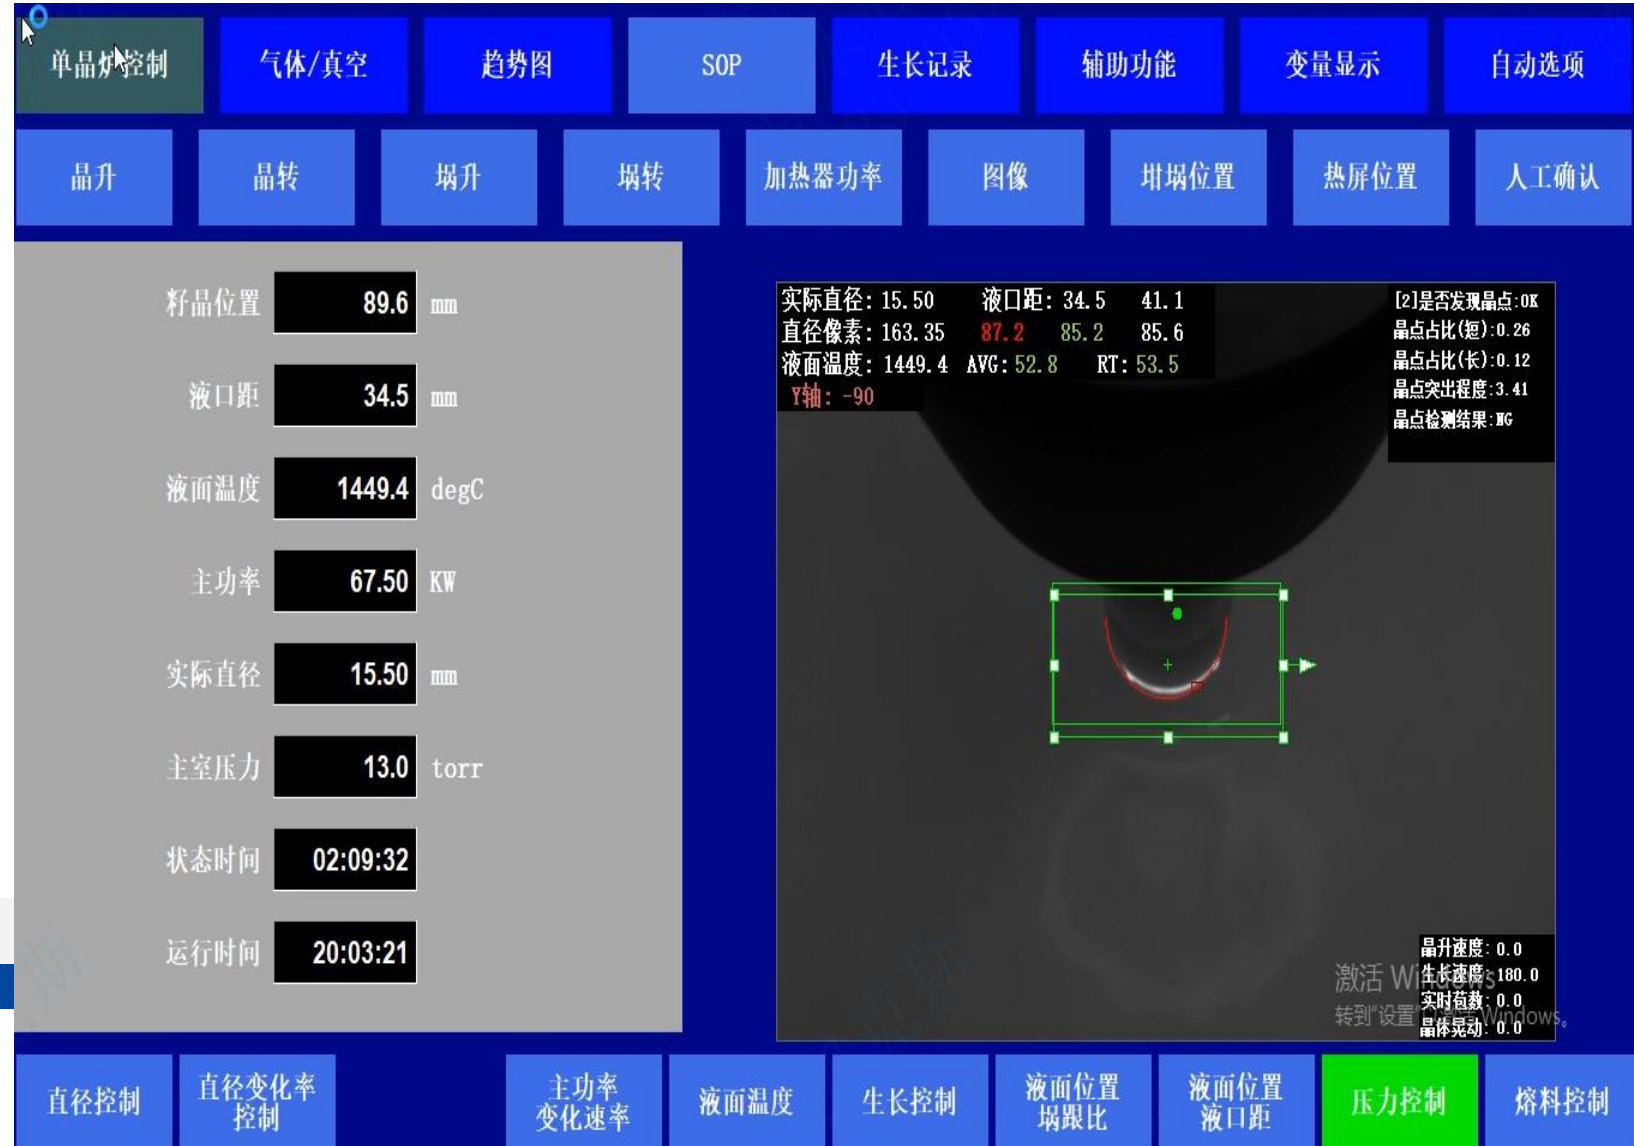 单晶炉控制 气体/真空 趋势图 SOP 生长记录 辅助功能 变量显示 自动选项
晶升 晶转 埚升 埚转 加热器功率 图像 坩埚位置 热屏位置 人工确认
籽晶位置 89.6 mm
液口距 34.5 mm
液面温度 1449.4 degC
主功率 67.50 KW
实际直径 15.50 mm
主室压力 13.0 torr
状态时间 02:09:32
运行时间 20:03:21
实际直径: 15.50 液口距: 34.5 41.1
直径像素: 163.35 87.2 85.2 85.6
液面温度: 1449.4 AVG: 52.8 RT: 53.5
Y轴: -90
[2]是否发现晶点:OK
晶点占比(短):0.26
晶点占比(长):0.12
晶点突出程度:3.41
晶点检测结果:NG
晶升速度: 0.0
生长速度: 180.0
实时荷数: 0.0
晶体晃动: 0.0
激活 Windows
转到"设置"以激活 Windows。
直径控制
直径变化率
控制
主功率
变化速率
液面温度
生长控制
液面位置
埚跟比
液面位置
液口距
压力控制
熔料控制